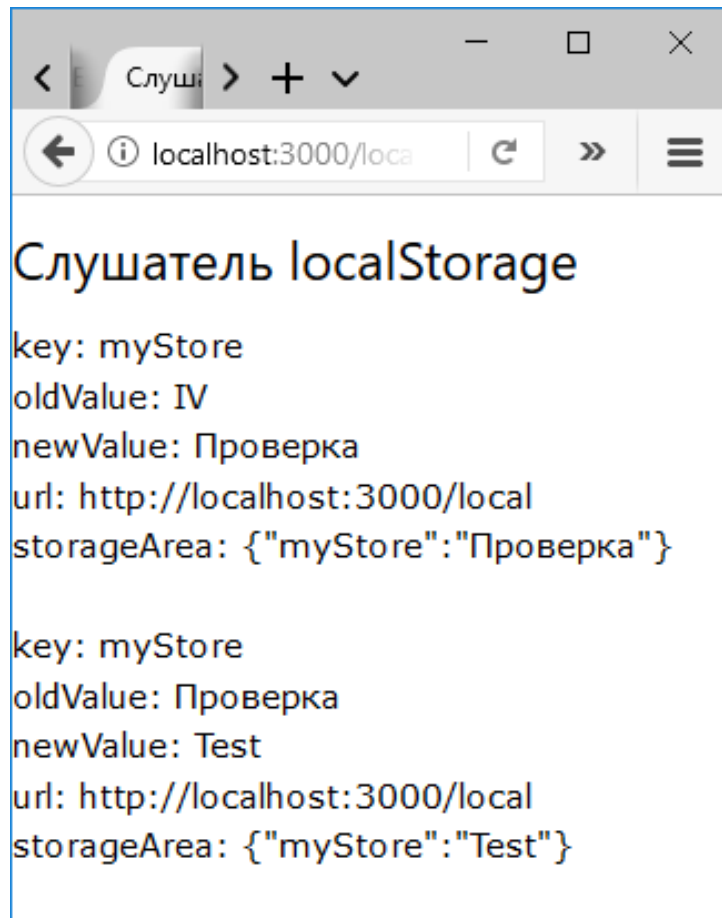 Слуша
localhost:3000/loca
Слушатель localStorage
key: myStore
oldValue: IV
newValue: Проверка
url: http://localhost:3000/local
storageArea: {"myStore":"Проверка"}
key: myStore
oldValue: Проверка
newValue: Test
url: http://localhost:3000/local
storageArea: {"myStore":"Test"}